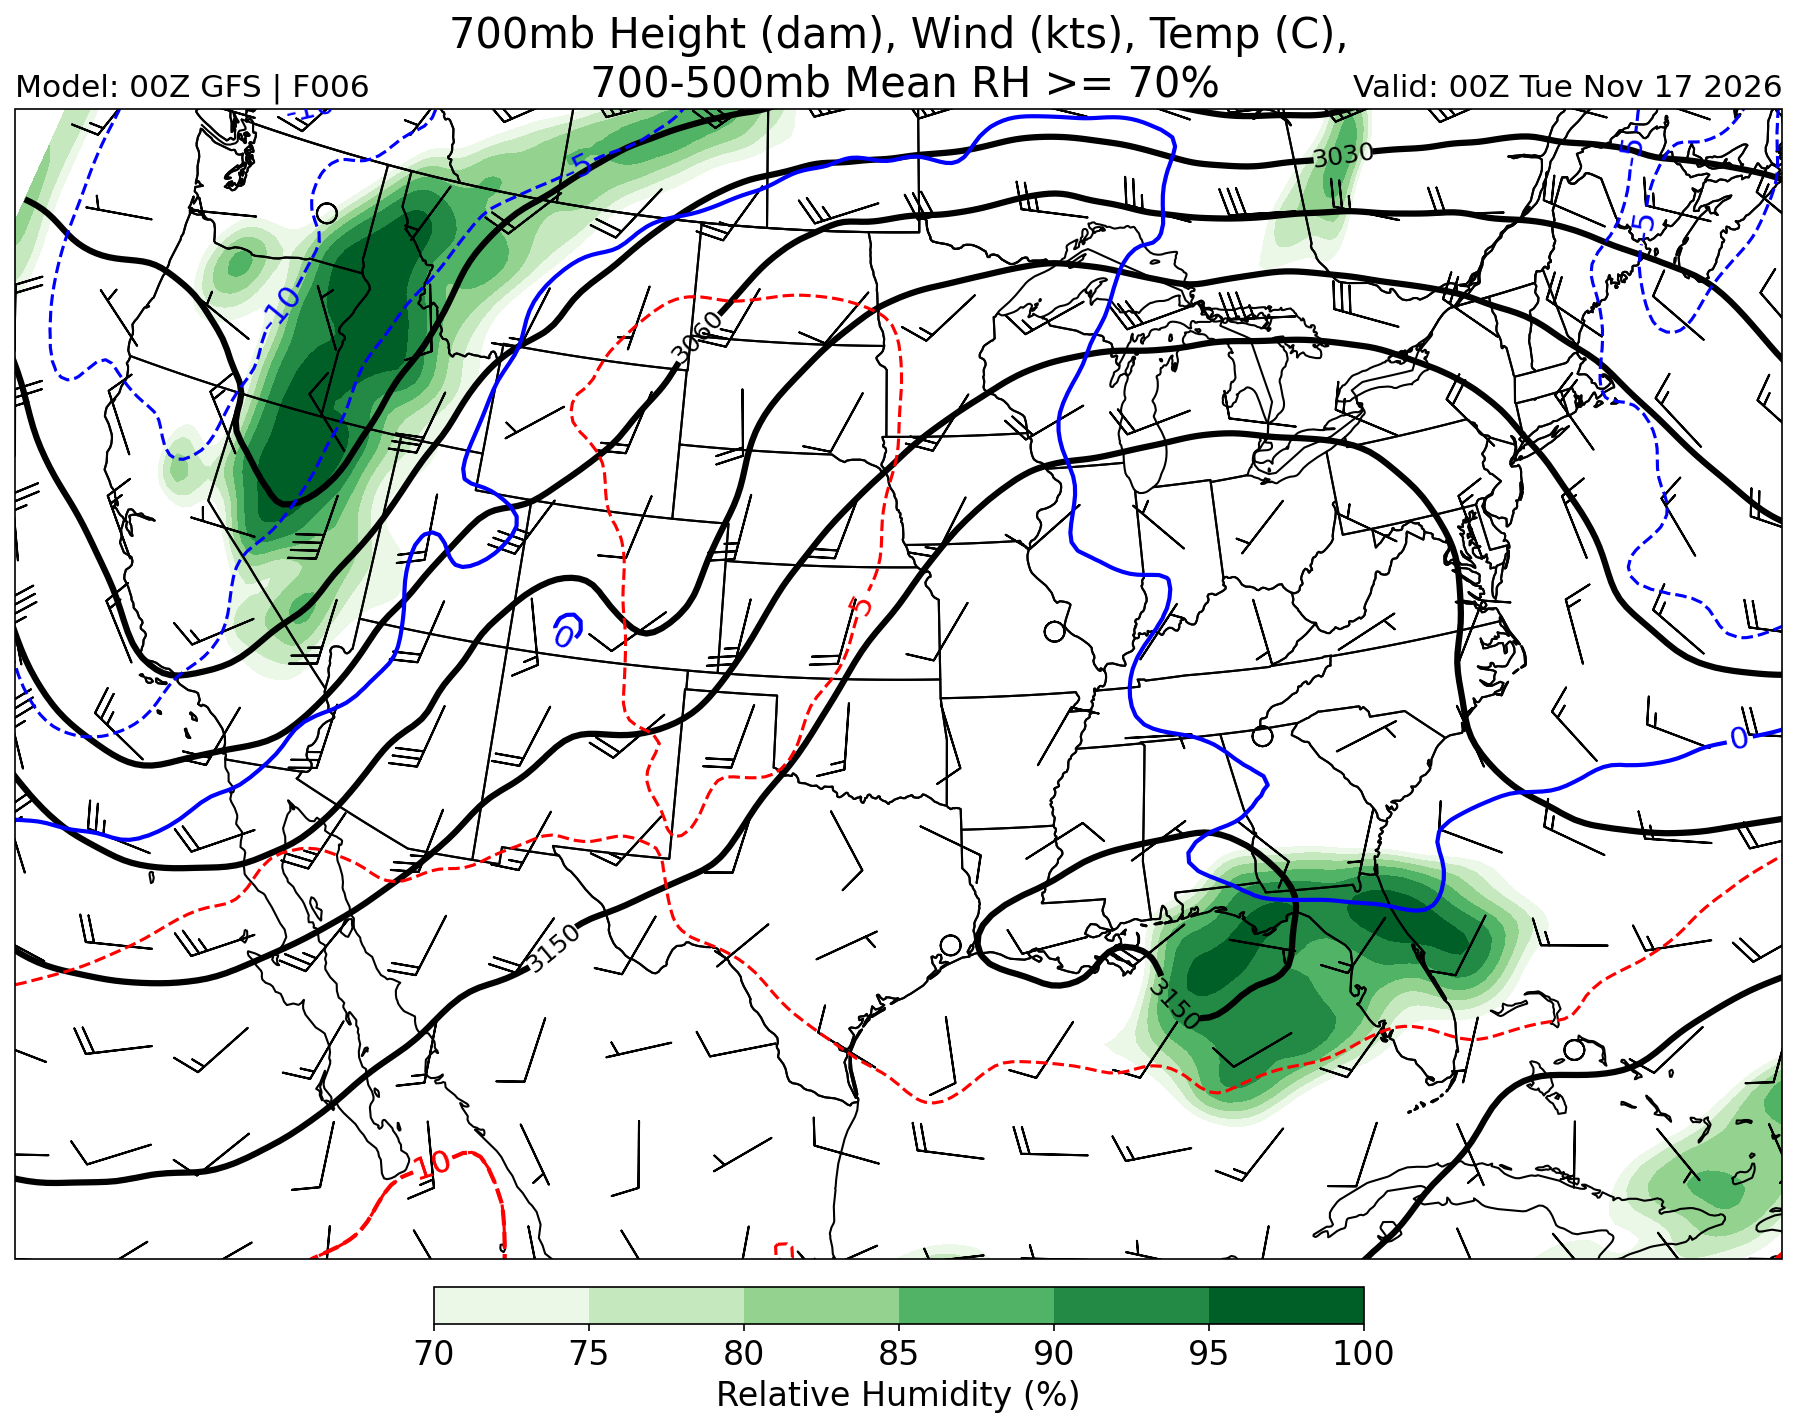 700mb Height (dam), Wind (kts), Temp (C),
700-500mb Mean RH >= 70%
Model: 00Z GFS | F006
Valid: 00Z Tue Nov 17 2026
3030
-5
-5
-5
-10
3060
5
0
0
3150
3150
10
70 75 80 85 90 95 100
Relative Humidity (%)